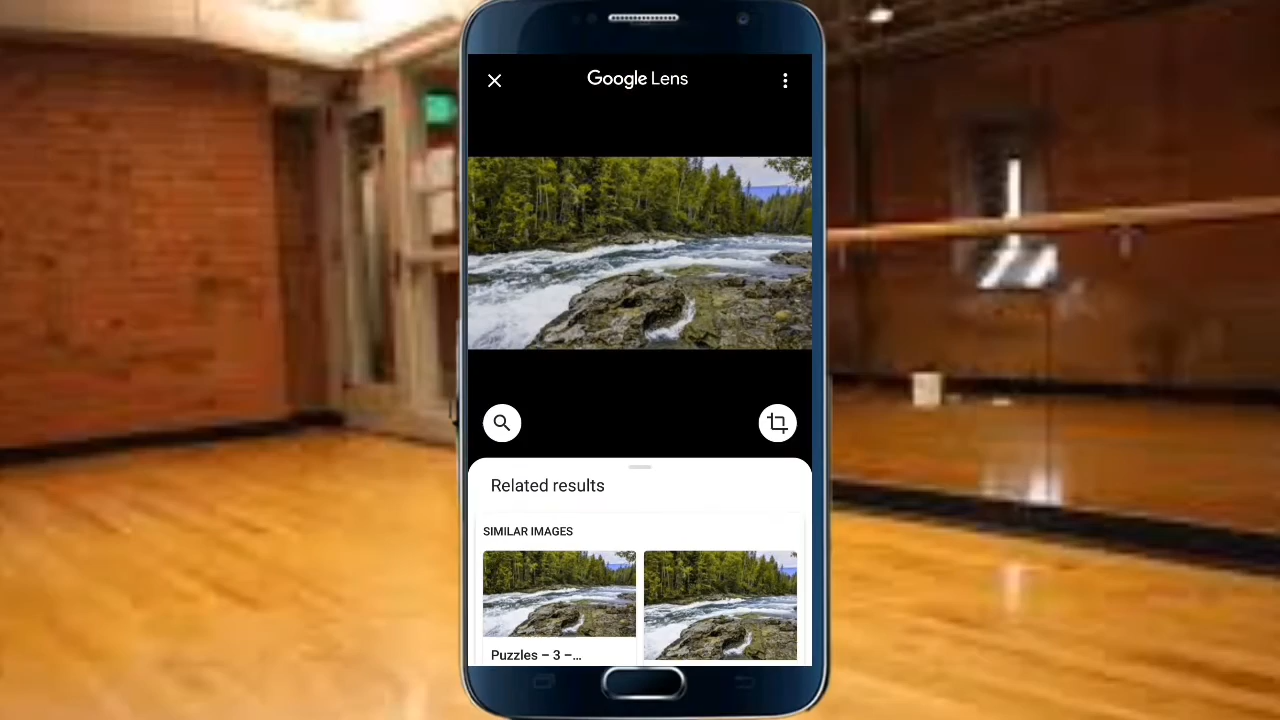 Google Lens
Related results
SIMILAR IMAGES
Puzzles – 3 –...